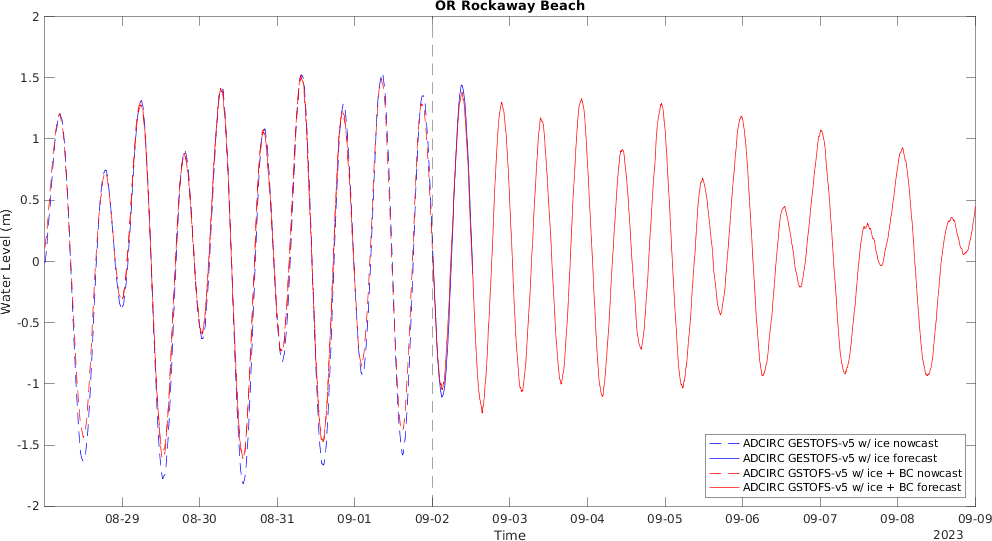 OR Rockaway Beach
2
1.5
1
0.5
0
-0.5
-1
-1.5
-2
Water Level (m)
08-29 08-30 08-31 09-01 09-02 09-03 09-04 09-05 09-06 09-07 09-08 09-09
Time
2023
ADCIRC GESTOFS-v5 w/ ice nowcast
ADCIRC GESTOFS-v5 w/ ice forecast
ADCIRC GSTOFS-v5 w/ ice + BC nowcast
ADCIRC GSTOFS-v5 w/ ice + BC forecast